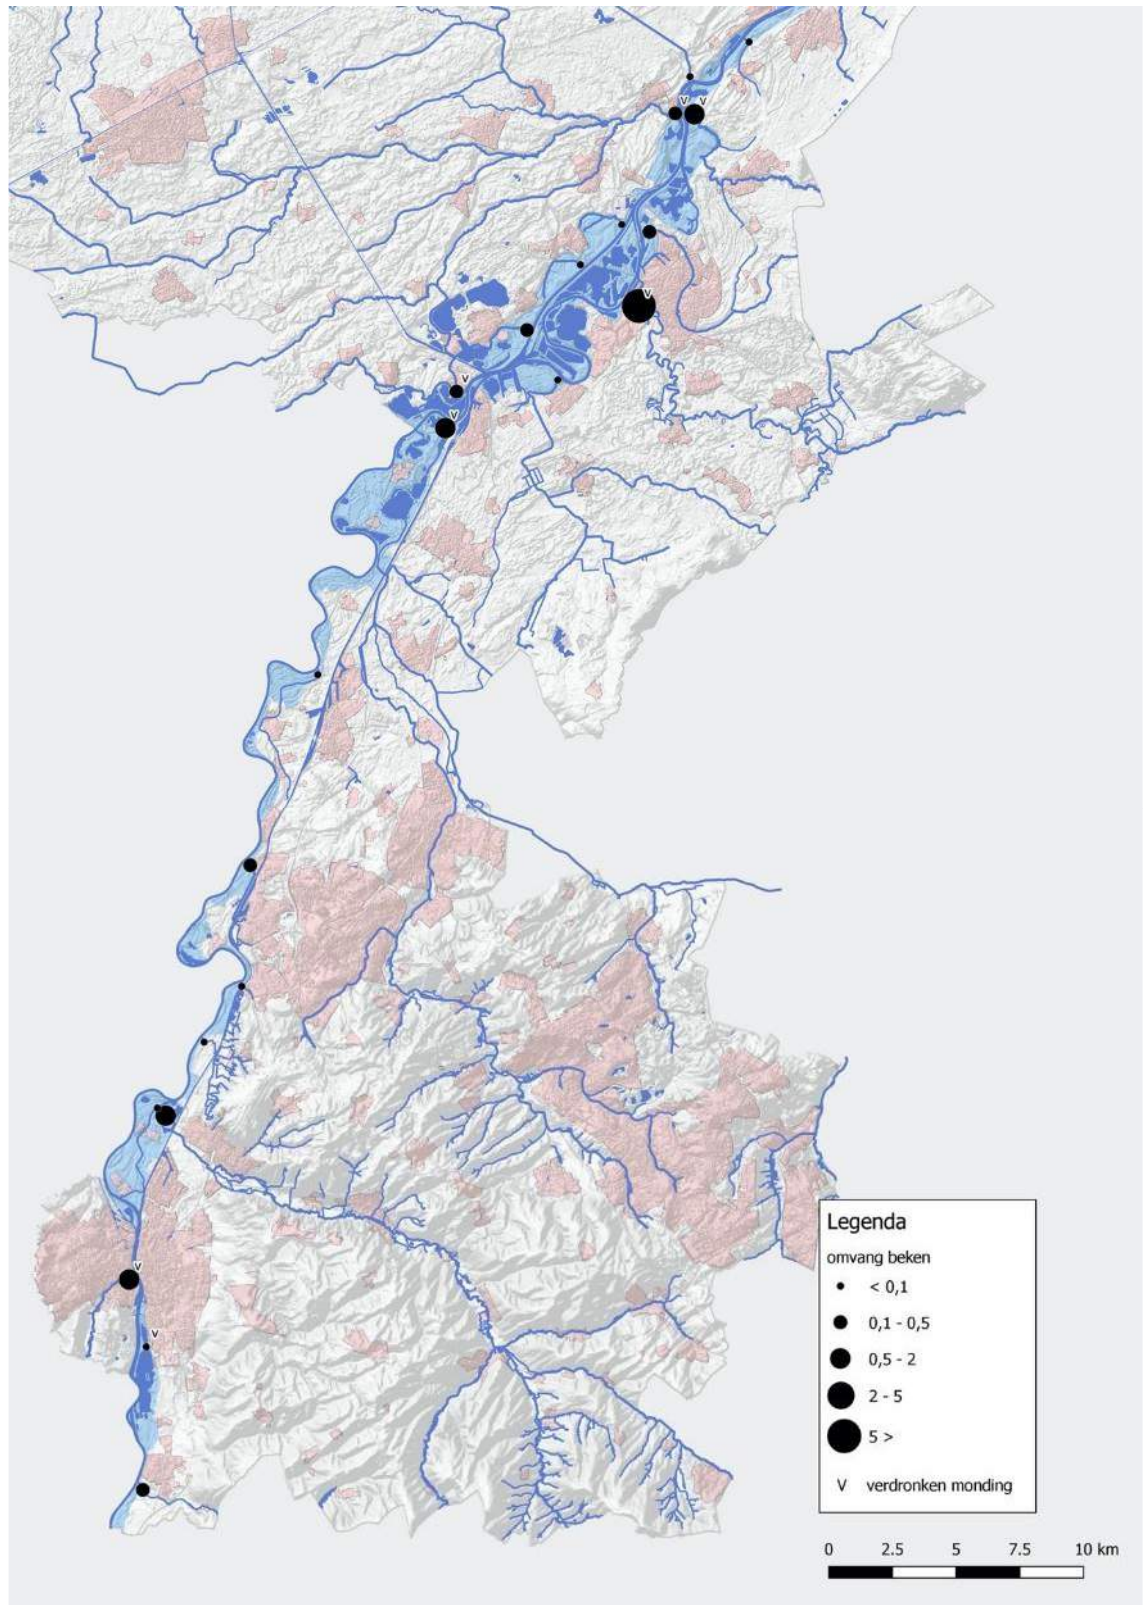 v
v
v
v
v
v
v
Legenda
omvang beken
< 0,1
0,1 - 0,5
0,5 - 2
2 - 5
5 >
v verdronken monding
0 2.5 5 7.5 10 km